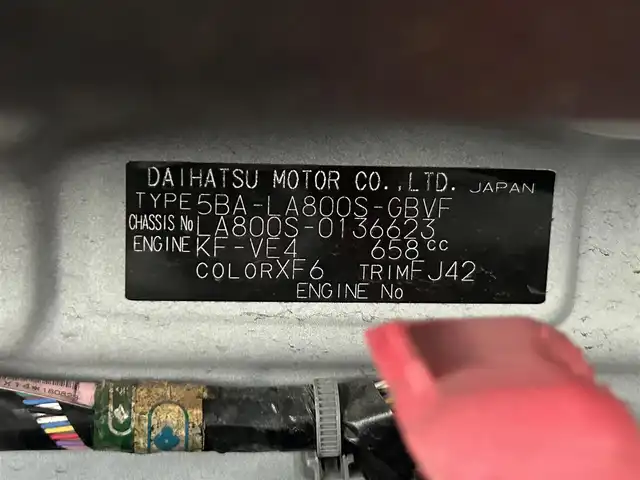 DAIHATSU MOTOR CO.,LTD. JAPAN
TYPE 5BA-LA800S-GBVF
CHASSIS No LA800S-0136623
ENGINE KF-VE4 658cc
COLOR XF6 TRIM FJ42
ENGINE No